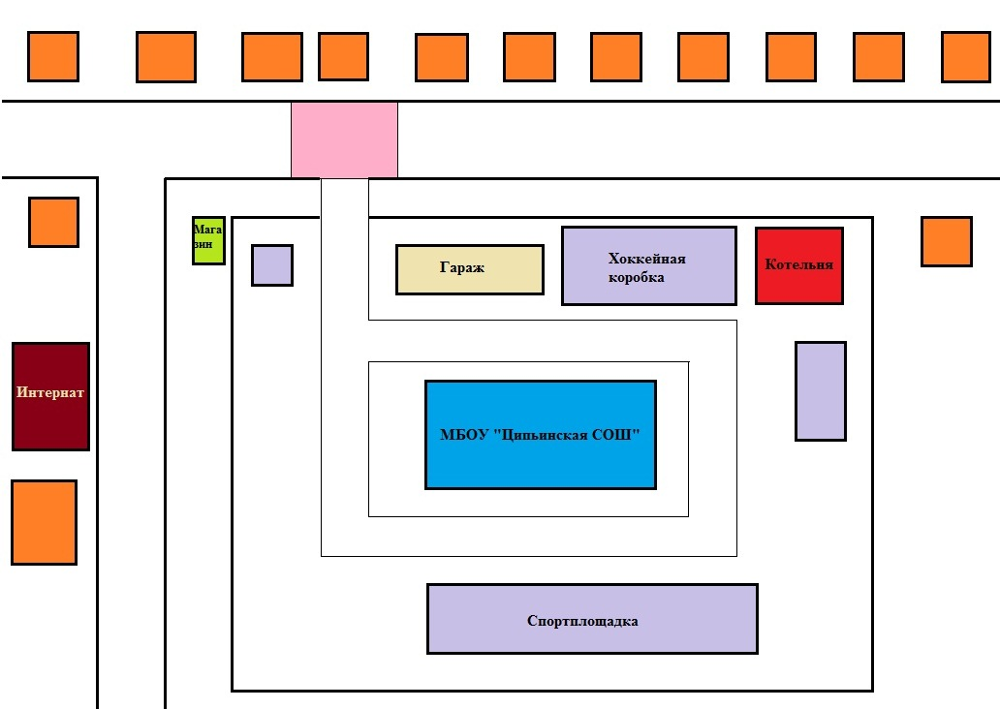 Мага
зин
Гараж
Хоккейная
коробка
Котельня
Интернат
МБОУ "Ципьинская СОШ"
Спортплощадка